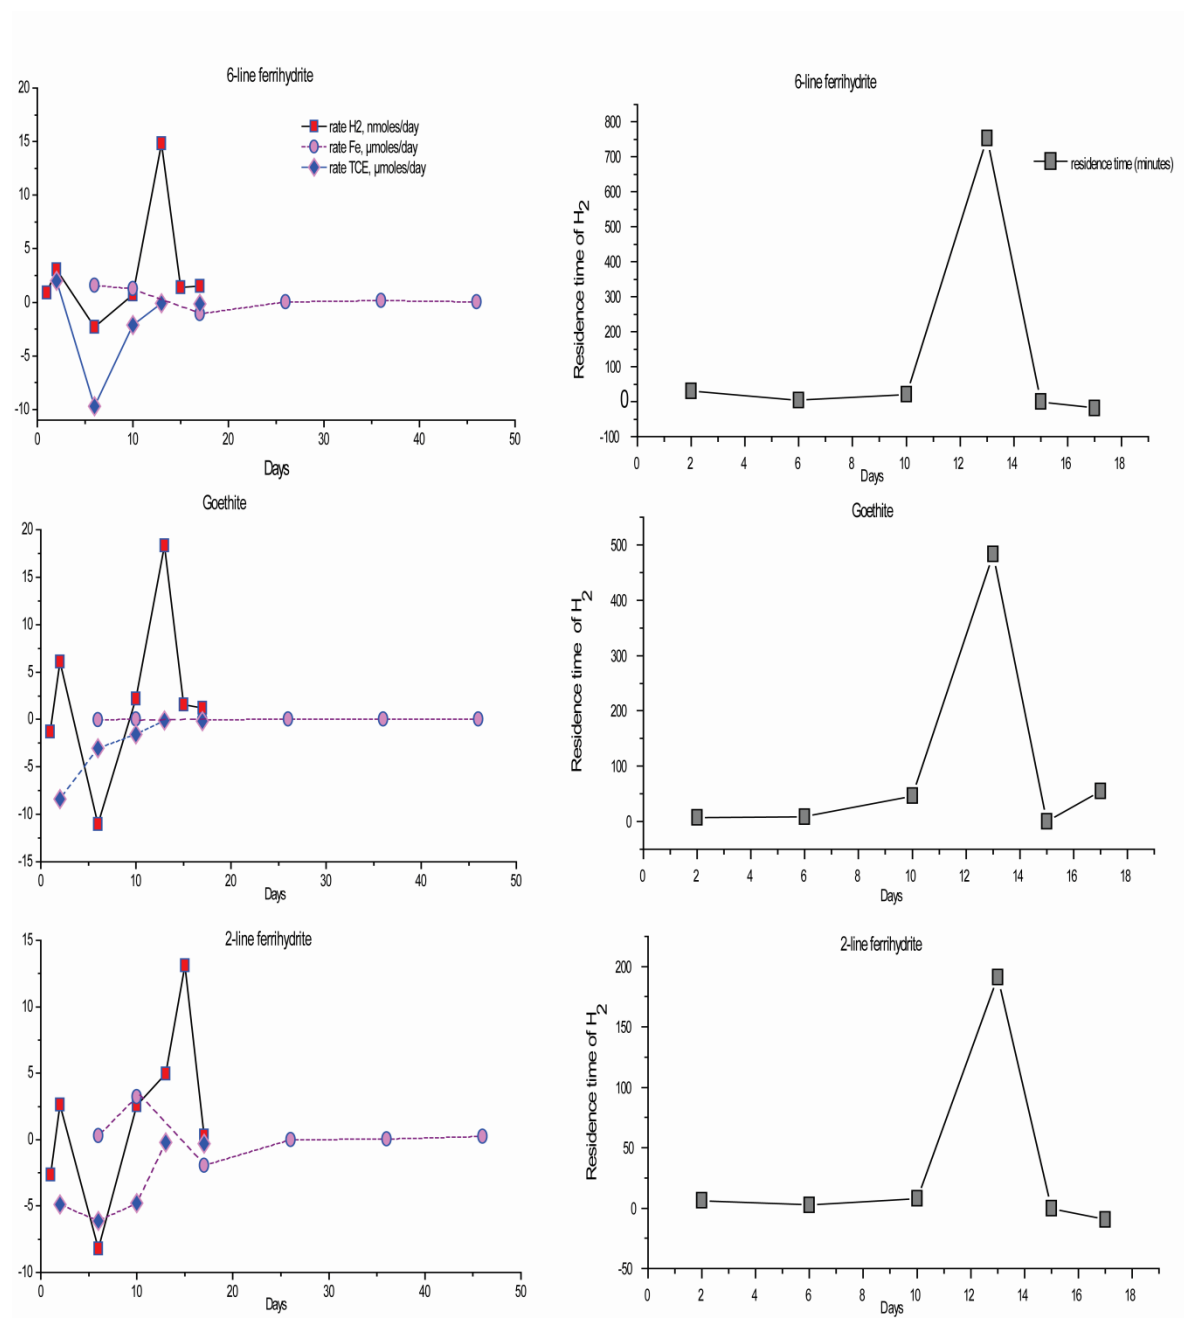 6-line ferrihydrite
20
15
10
5
0
-5
-10
rate H2, nmoles/day
rate Fe, µmoles/day
rate TCE, µmoles/day
0 10 20 30 40 50
Days
6-line ferrihydrite
800
700
600
500
400
300
200
100
0
-100
Residence time of H2
residence time (minutes)
0 2 4 6 8 10 12 14 16 18
Days
Goethite
20
15
10
5
0
-5
-10
-15
0 10 20 30 40 50
Days
Goethite
500
400
300
200
100
0
Residence time of H2
0 2 4 6 8 10 12 14 16 18
Days
2-line ferrihydrite
15
10
5
0
-5
-10
0 10 20 30 40 50
Days
2-line ferrihydrite
200
150
100
50
0
-50
Residence time of H2
0 2 4 6 8 10 12 14 16 18
Days